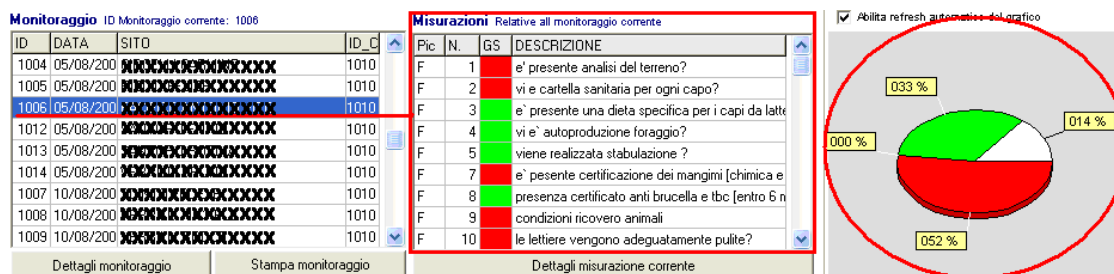 Monitoraggio ID Monitoraggio corrente: 1006
ID DATA SITO ID_C
1004 05/08/200 1010
1005 05/08/200 1010
1006 05/08/200 1010
1012 05/08/200 1010
1013 05/08/200 1010
1014 05/08/200 1010
1007 10/08/200 1010
1008 10/08/200 1010
1009 10/08/200 1010
Dettagli monitoraggio Stampa monitoraggio
Misurazioni Relative all monitoraggio corrente
Pic N. GS DESCRIZIONE
F 1 e' presente analisi del terreno?
F 2 vi e cartella sanitaria per ogni capo?
F 3 e` presente una dieta specifica per i capi da latte
F 4 vi e` autoproduzione foraggio?
F 5 viene realizzata stabulazione ?
F 7 e` pesente certificazione dei mangimi [chimica e
F 8 presenza certificato anti brucella e tbc [entro 6 n
F 9 condizioni ricovero animali
F 10 le lettiere vengono adeguatamente pulite?
Dettagli misurazione corrente
Abilita refresh automatico del grafico
033 %
014 %
000 %
052 %